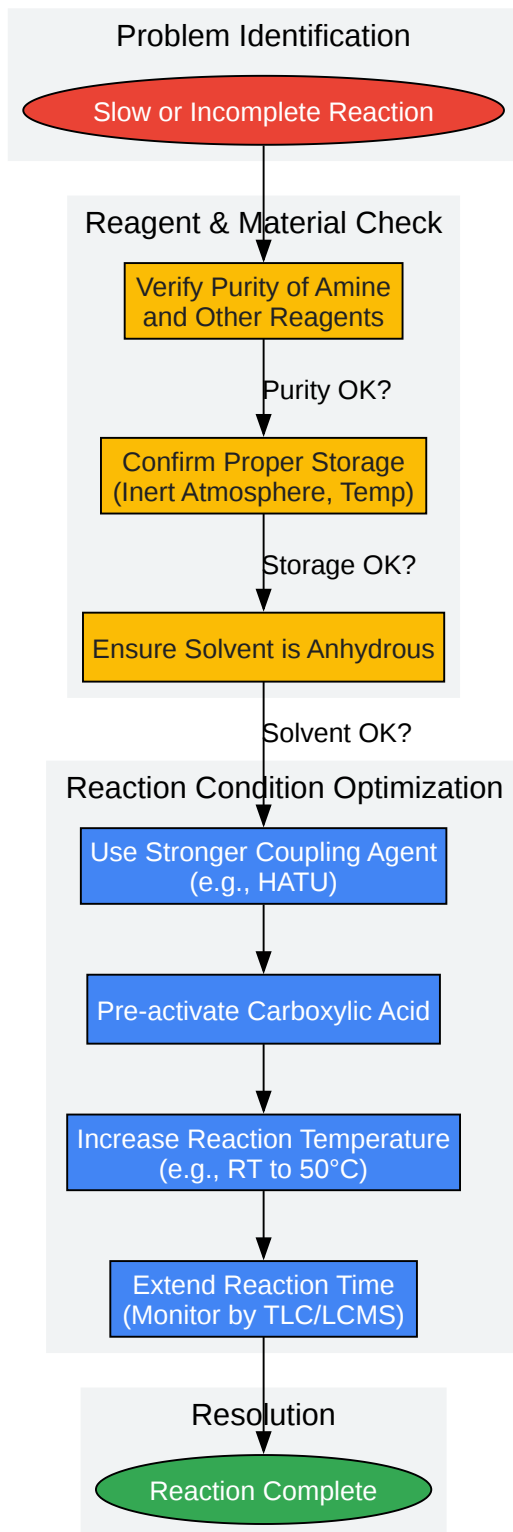 Problem Identification
Slow or Incomplete Reaction
Reagent & Material Check
Verify Purity of Amine
and Other Reagents
Purity OK?
Confirm Proper Storage
(Inert Atmosphere, Temp)
Storage OK?
Ensure Solvent is Anhydrous
Solvent OK?
Reaction Condition Optimization
Use Stronger Coupling Agent
(e.g., HATU)
Pre-activate Carboxylic Acid
Increase Reaction Temperature
(e.g., RT to 50°C)
Extend Reaction Time
(Monitor by TLC/LCMS)
Resolution
Reaction Complete